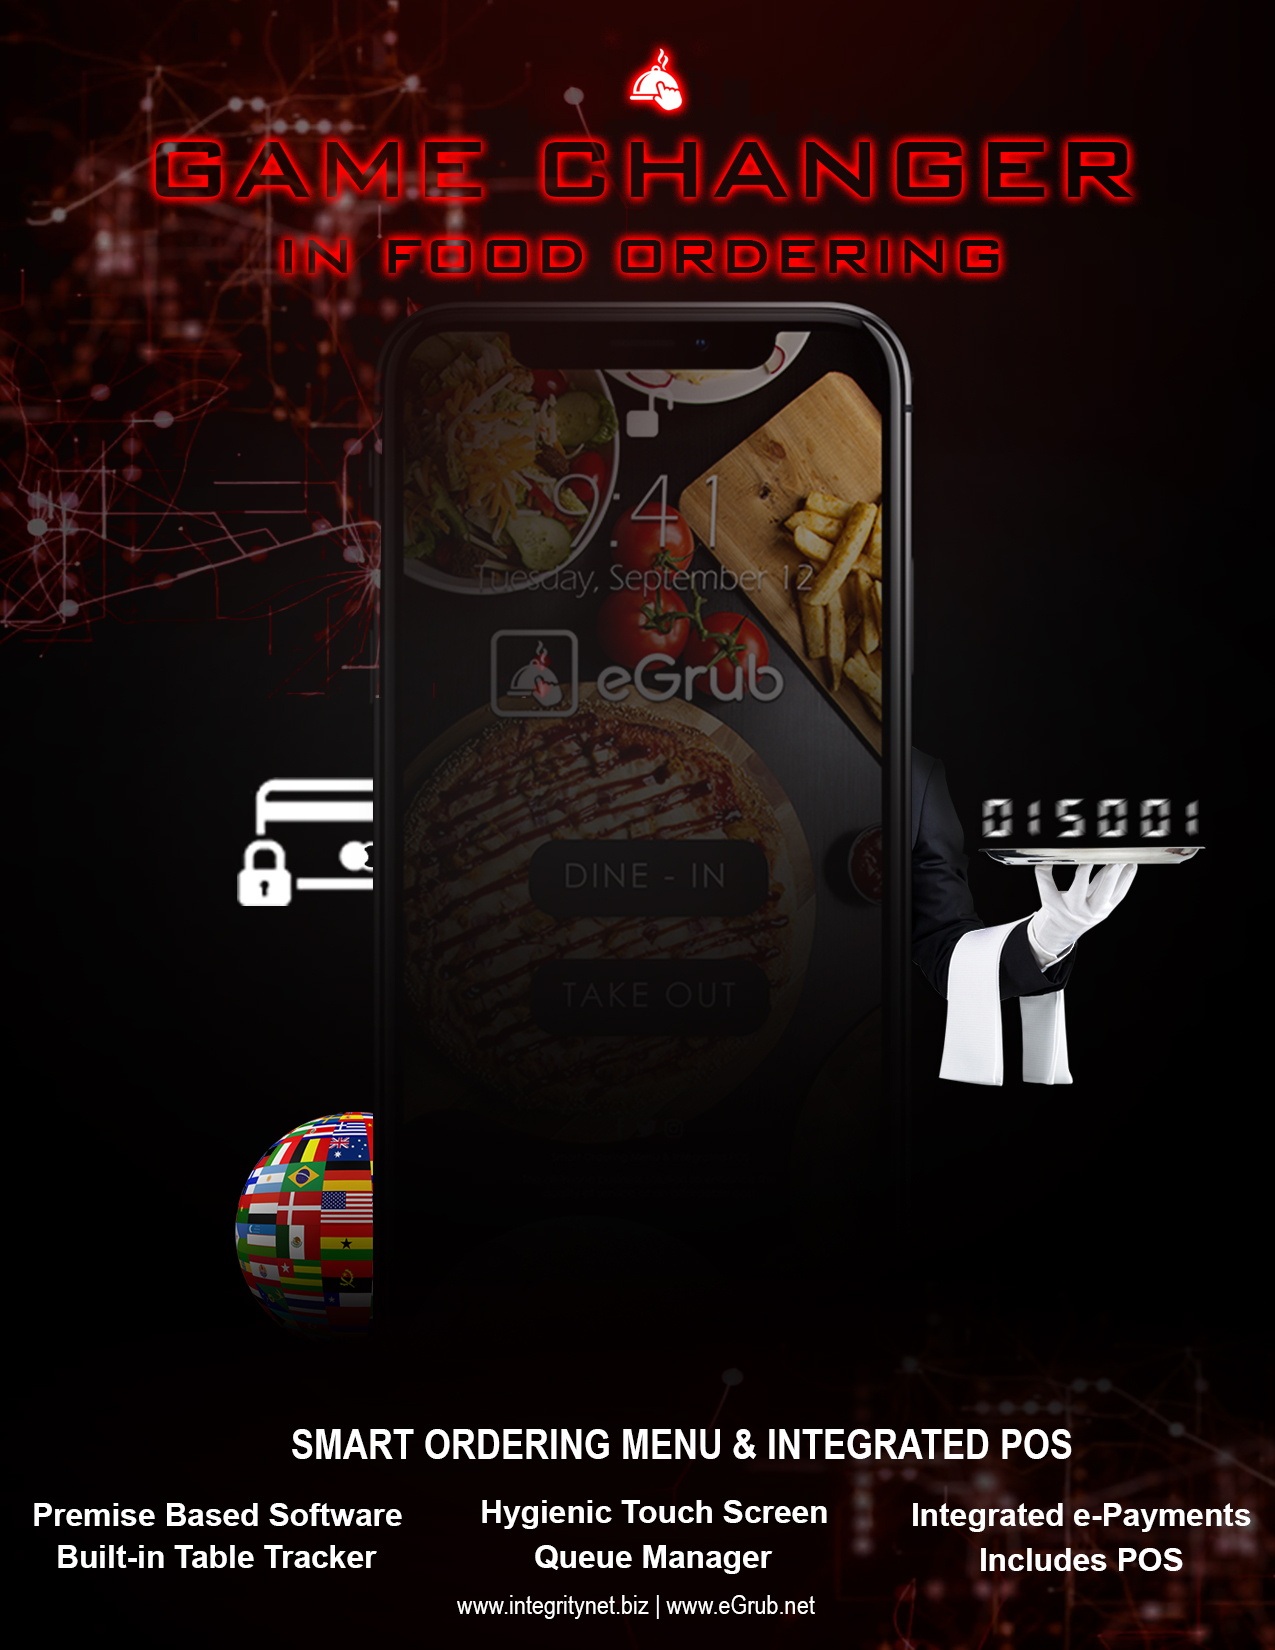 GAME CHANGER
IN FOOD ORDERING
9:41
Tuesday, September 12
eGrub
DINE - IN
TAKE OUT
015001
SMART ORDERING MENU & INTEGRATED POS
Premise Based Software
Built-in Table Tracker
Hygienic Touch Screen
Queue Manager
Integrated e-Payments
Includes POS
www.integritynet.biz | www.eGrub.net